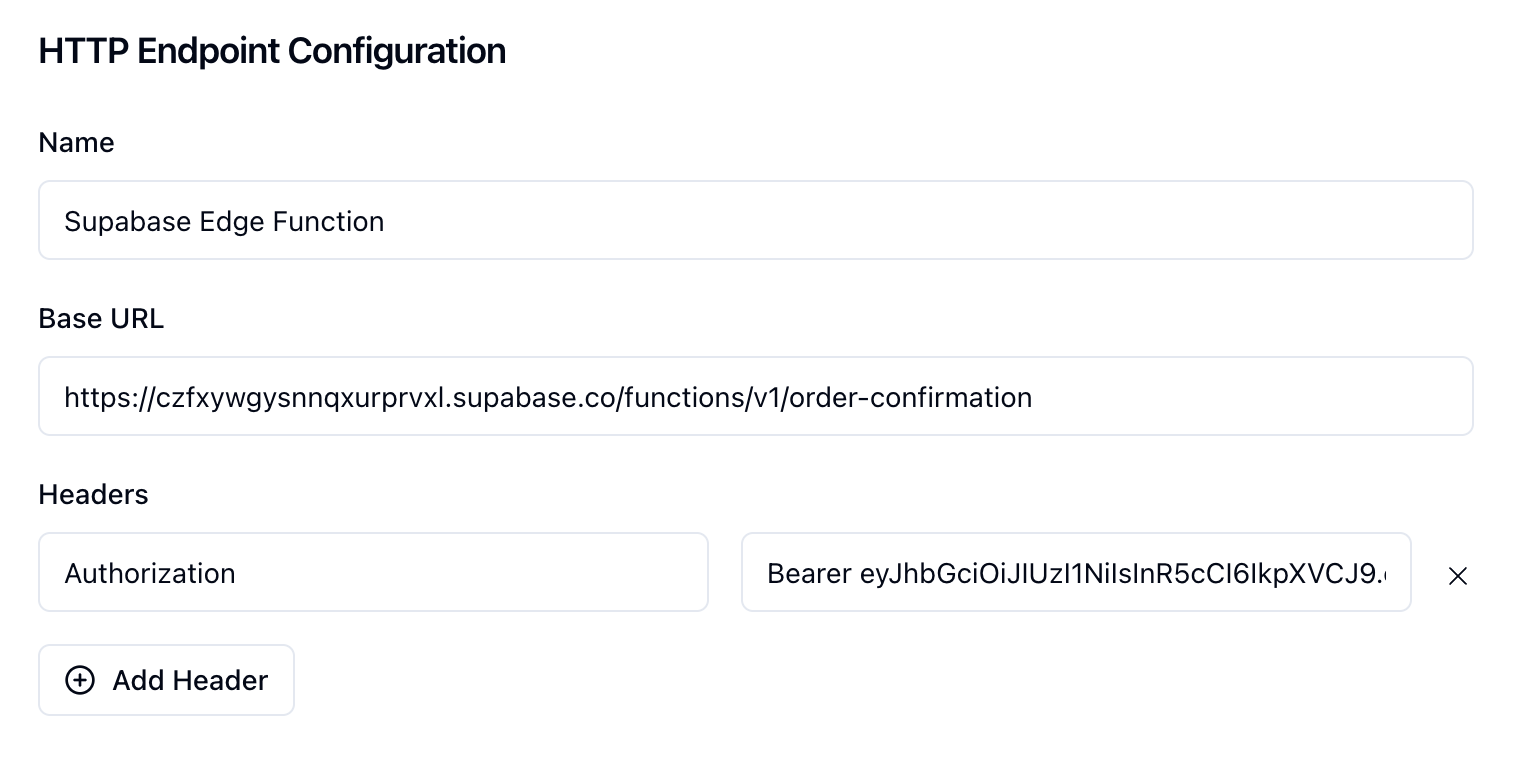 HTTP Endpoint Configuration
Name
Supabase Edge Function
Base URL
https://czfxywgysnnqxurprvxl.supabase.co/functions/v1/order-confirmation
Headers
Authorization
Bearer eyJhbGciOiJIUzI1NiIsInR5cCI6IkpXVCJ9.
Add Header